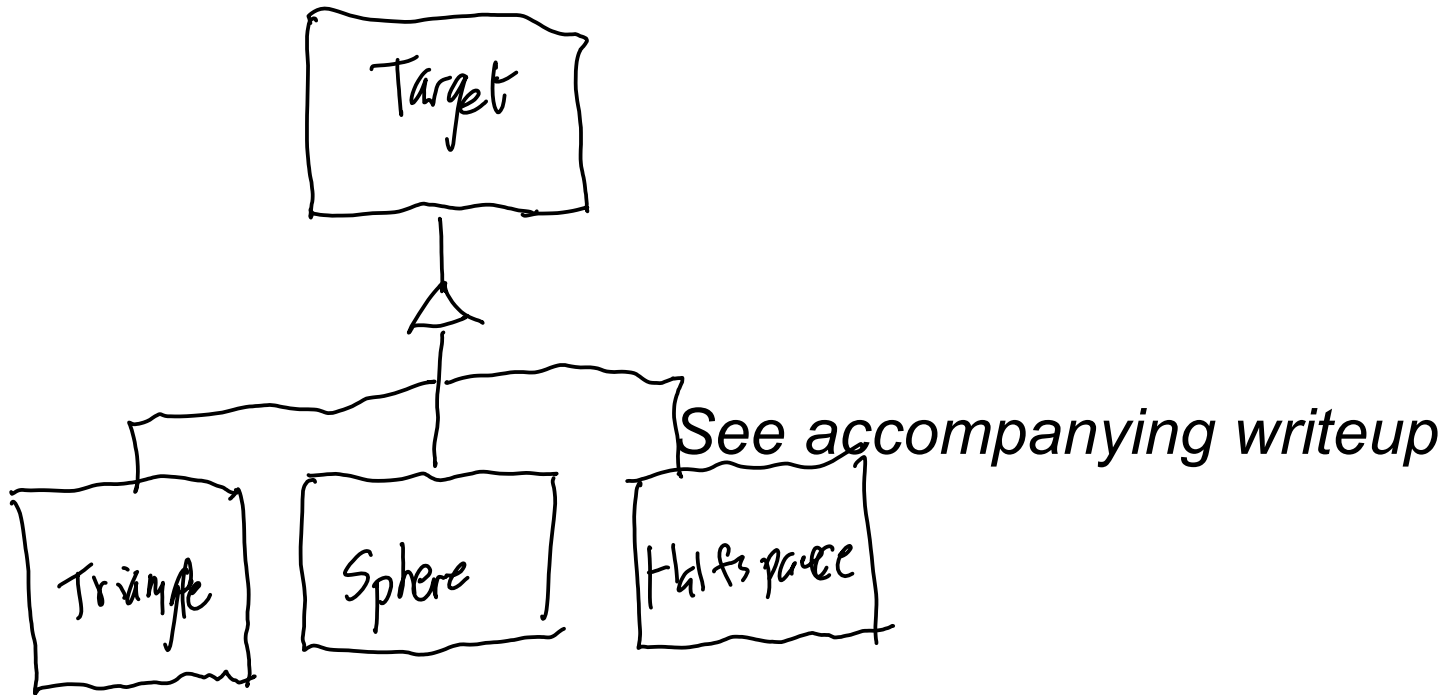 Target
See accompanying writeup
Triangle
Sphere
Halfspace